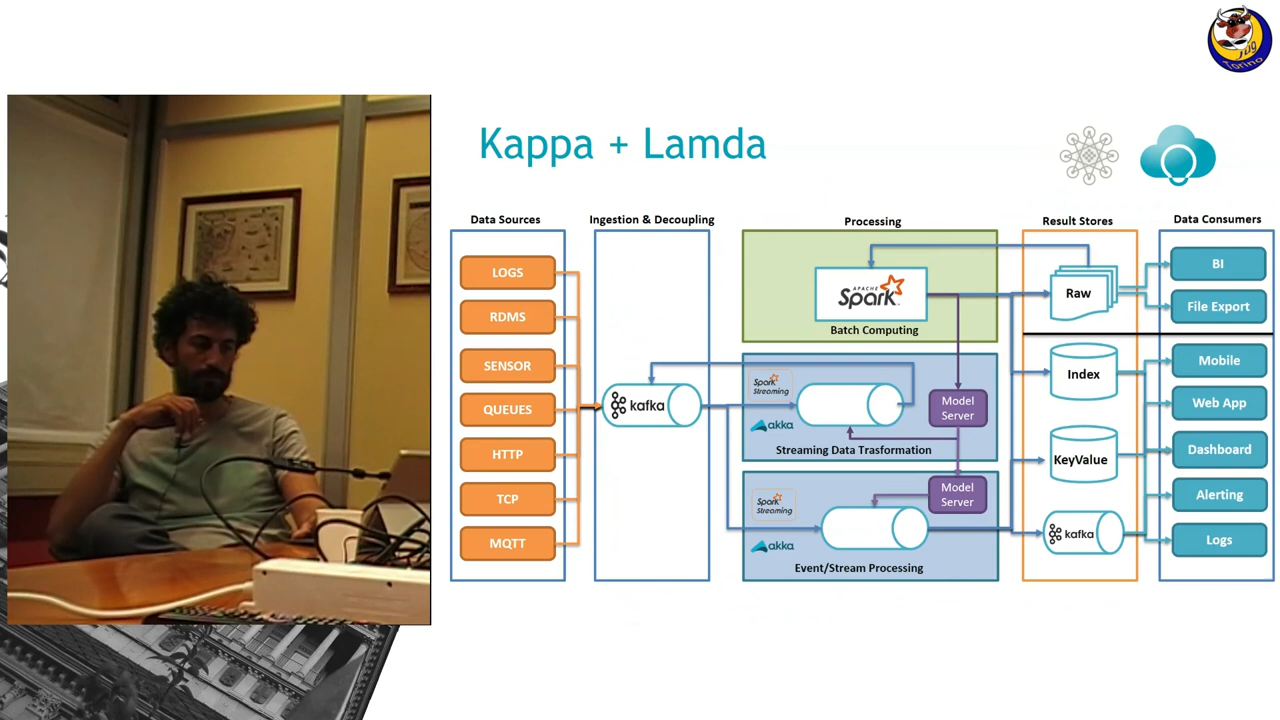 jug
Torino
Kappa + Lamda
Data Sources
Ingestion & Decoupling
Processing
Result Stores
Data Consumers
LOGS
RDMS
SENSOR
QUEUES
HTTP
TCP
MQTT
kafka
APACHE
Spark
Batch Computing
Spark
Streaming
akka
Model
Server
Streaming Data Trasformation
Spark
Streaming
akka
Model
Server
Event/Stream Processing
Raw
Index
KeyValue
kafka
BI
File Export
Mobile
Web App
Dashboard
Alerting
Logs